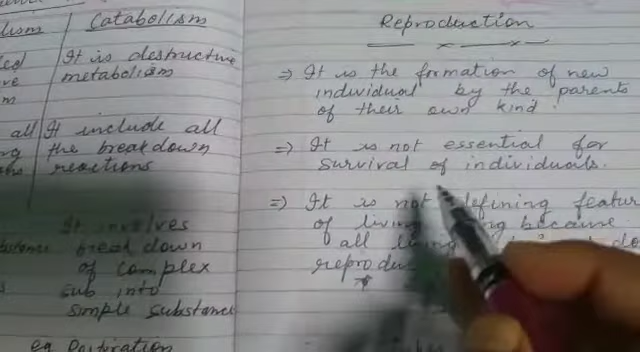 Catabolism
It is destructive
metabolism
all It include all
the breakdown
reactions
It involves
break down
of complex
sub into
simple substance
Reproduction
⇒ It is the formation of new
individual by the parents
of their own kind.
⇒ It is not essential for
survival of individuals.
⇒ It is not defining featur
of living because
all